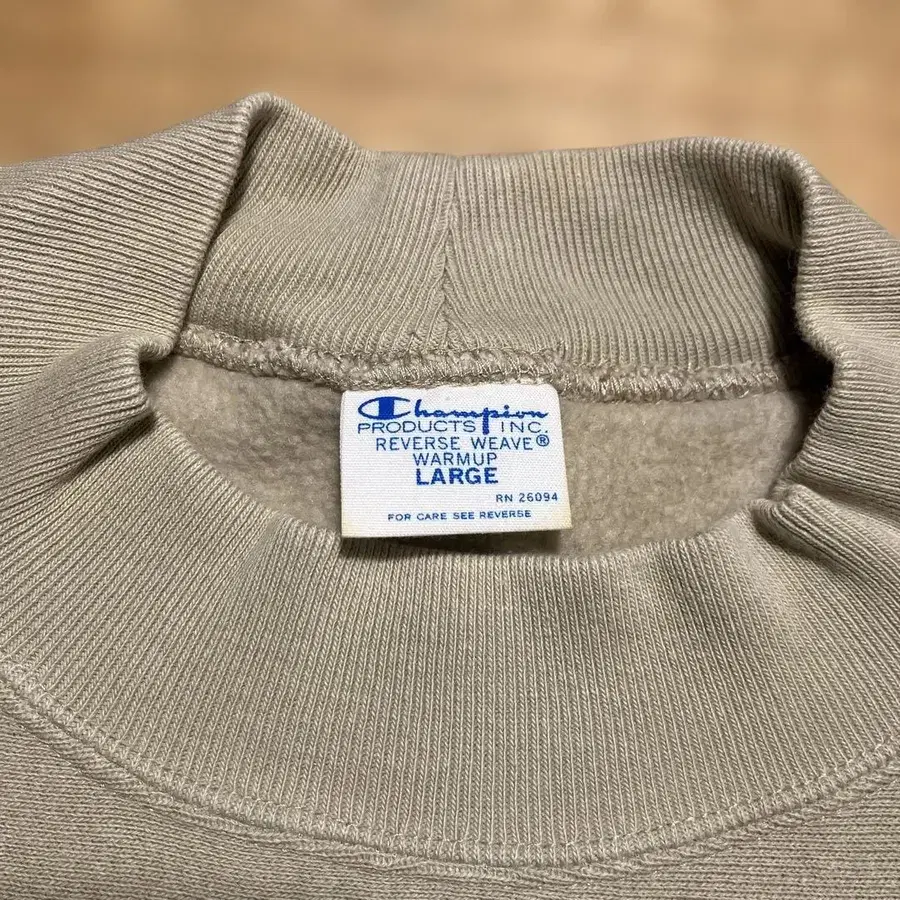 Champion
PRODUCTS INC.
REVERSE WEAVE®
WARMUP
LARGE
RN 26094
FOR CARE SEE REVERSE